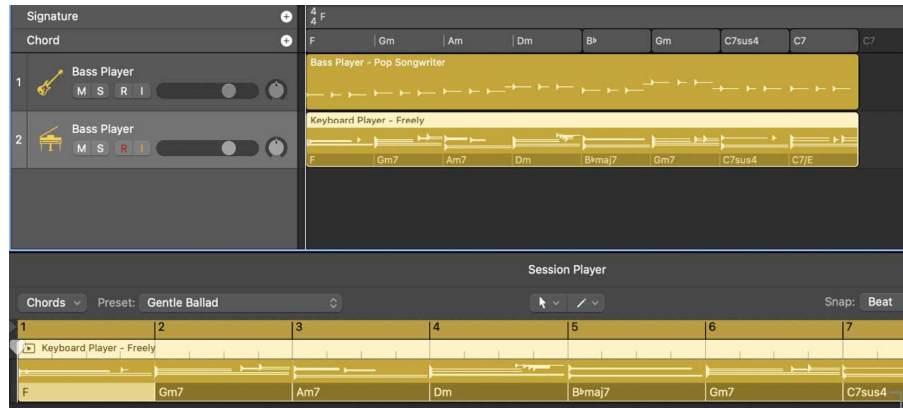 Signature
4
4 F
Chord
F Gm Am Dm B♭ Gm C7sus4 C7 C7
1 Bass Player
M S R I
Bass Player - Pop Songwriter
2 Bass Player
M S R I
Keyboard Player - Freely
F Gm7 Am7 Dm B♭maj7 Gm7 C7sus4 C7/E
Session Player
Chords Preset: Gentle Ballad Snap: Beat
1 2 3 4 5 6 7
Keyboard Player - Freely
F Gm7 Am7 Dm B♭maj7 Gm7 C7sus4